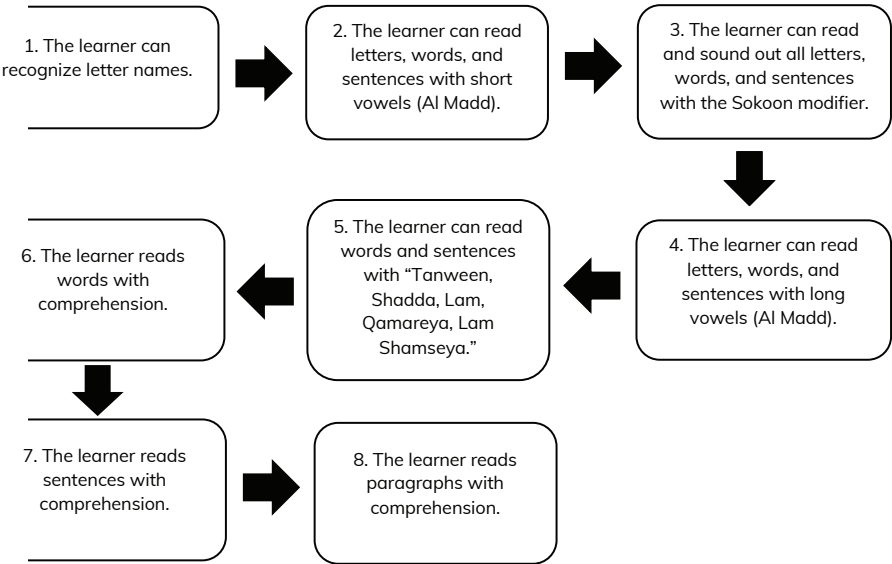 1. The learner can
recognize letter names.
2. The learner can read
letters, words, and
sentences with short
vowels (Al Madd).
3. The learner can read
and sound out all letters,
words, and sentences
with the Sokoon modifier.
4. The learner can read
letters, words, and
sentences with long
vowels (Al Madd).
5. The learner can read
words and sentences
with “Tanween,
Shadda, Lam,
Qamareya, Lam
Shamseya.”
6. The learner reads
words with
comprehension.
7. The learner reads
sentences with
comprehension.
8. The learner reads
paragraphs with
comprehension.